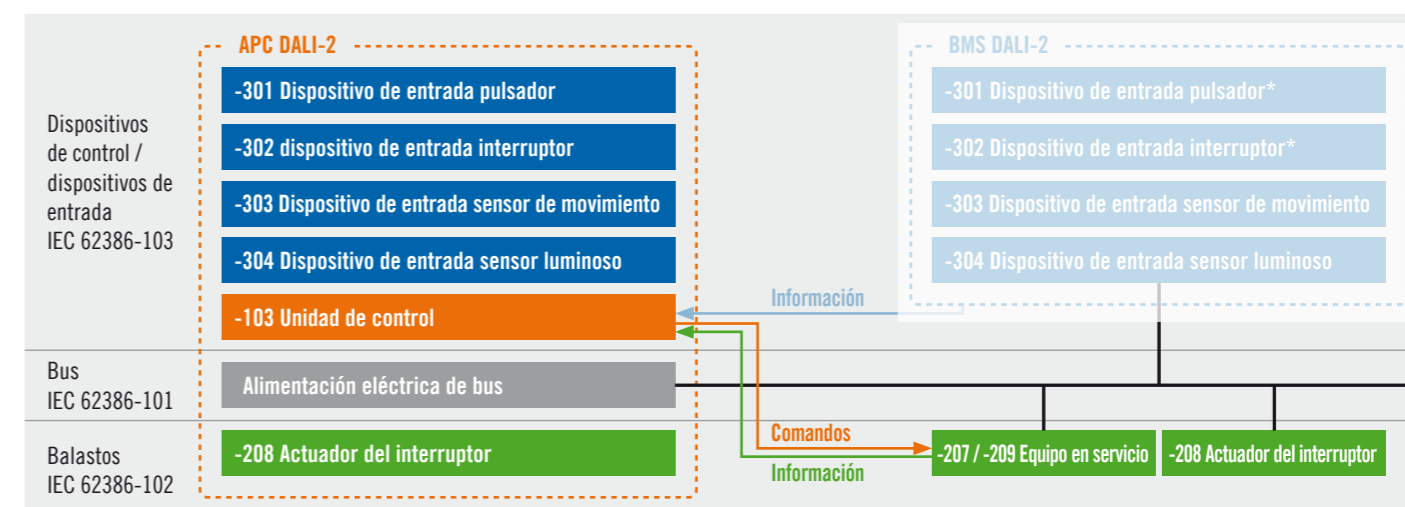 Dispositivos
de control /
dispositivos de
entrada
IEC 62386-103
APC DALI-2
-301 Dispositivo de entrada pulsador
-302 dispositivo de entrada interruptor
-303 Dispositivo de entrada sensor de movimiento
-304 Dispositivo de entrada sensor luminoso
-103 Unidad de control
BMS DALI-2
-301 Dispositivo de entrada pulsador*
-302 Dispositivo de entrada interruptor*
-303 Dispositivo de entrada sensor de movimiento
-304 Dispositivo de entrada sensor luminoso
Información
Bus
IEC 62386-101
Alimentación eléctrica de bus
Balastos
IEC 62386-102
-208 Actuador del interruptor
Comandos
Información
-207 / -209 Equipo en servicio
-208 Actuador del interruptor